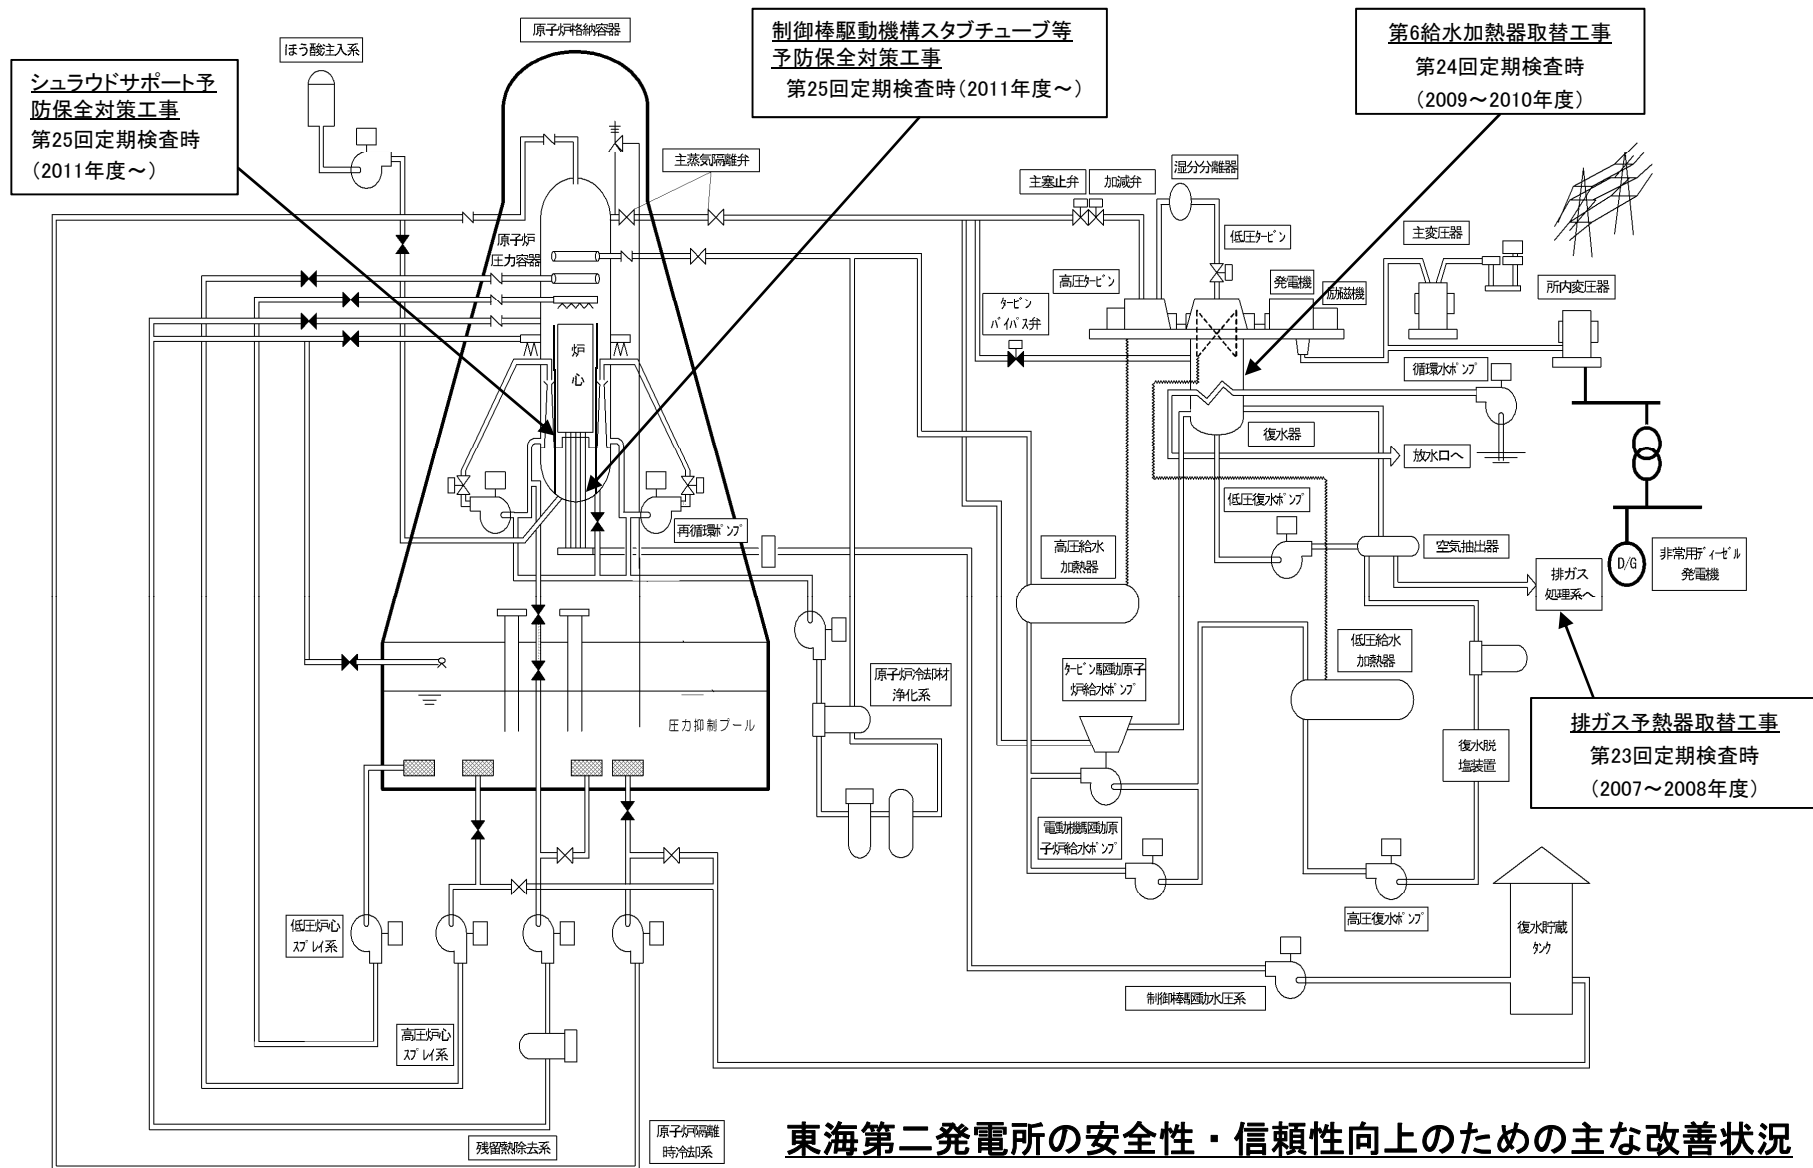 原子炉格納容器
ほう酸注入系
シュラウドサポート予
防保全対策工事
第25回定期検査時
（2011年度～）
制御棒駆動機構スタブチューブ等
予防保全対策工事
第25回定期検査時（2011年度～）
第6給水加熱器取替工事
第24回定期検査時
（2009～2010年度）
主蒸気隔離弁
主塞止弁
加減弁
湿分分離器
低圧タービン
主変圧器
原子炉
圧力容器
高圧タービン
発電機
励磁機
所内変圧器
タービン
バイパス弁
炉
心
循環水ポンプ
復水器
放水口へ
低圧復水ポンプ
再循環ポンプ
高圧給水
加熱器
空気抽出器
排ガス
処理系へ
D/G
非常用ディーゼル
発電機
低圧給水
加熱器
タービン駆動原子
炉給水ポンプ
原子炉冷却材
浄化系
圧力抑制プール
復水脱
塩装置
排ガス予熱器取替工事
第23回定期検査時
（2007～2008年度）
電動機駆動原
子炉給水ポンプ
高圧復水ポンプ
復水貯蔵
タンク
低圧炉心
スプレイ系
制御棒駆動水圧系
高圧炉心
スプレイ系
残留熱除去系
原子炉隔離
時冷却系
東海第二発電所の安全性・信頼性向上のための主な改善状況